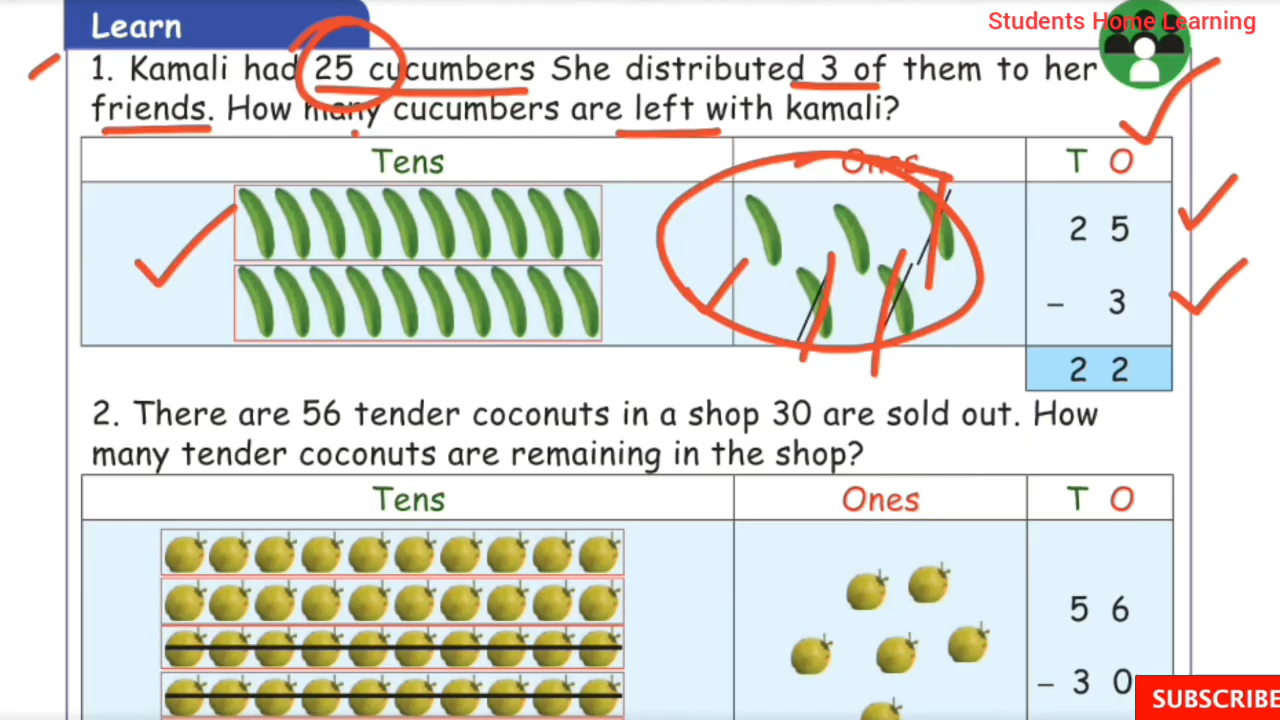 Learn
Students Home Learning
1. Kamali had 25 cucumbers She distributed 3 of them to her
friends. How many cucumbers are left with kamali?
Tens Ones T O
2 5
– 3
2 2
2. There are 56 tender coconuts in a shop 30 are sold out. How
many tender coconuts are remaining in the shop?
Tens Ones T O
5 6
– 3 0
SUBSCRIBE